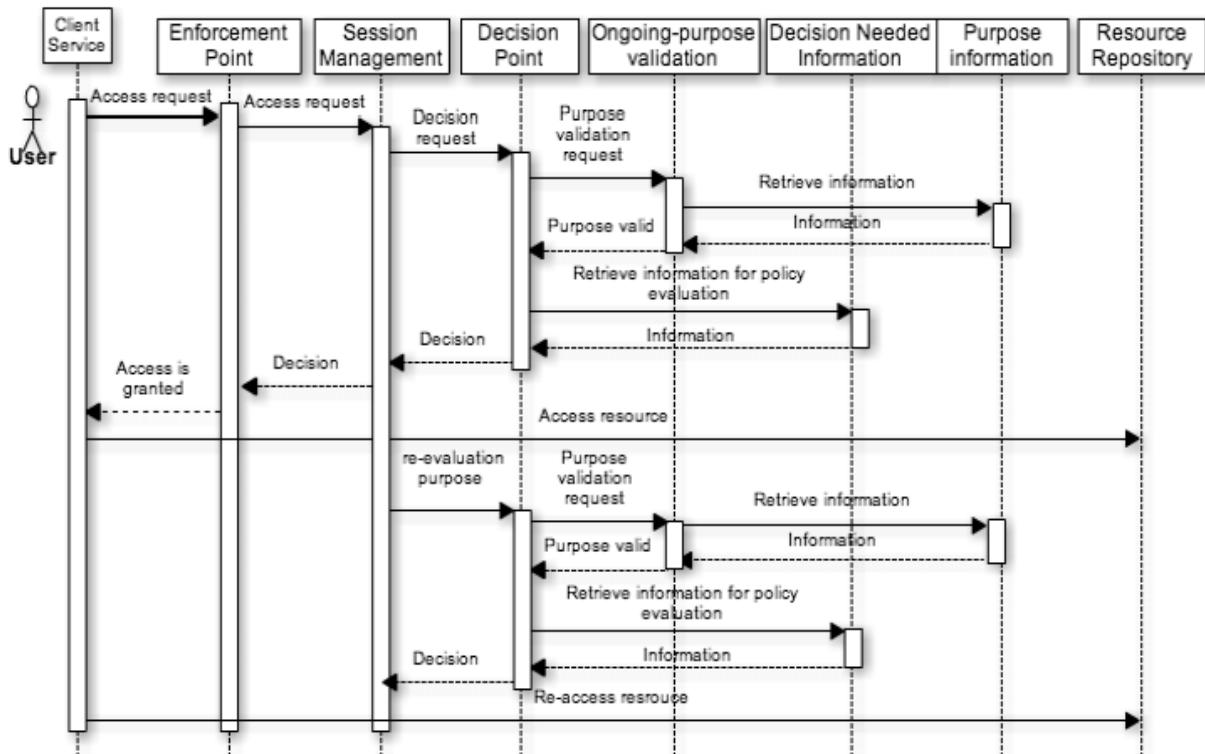 Client
Service
Enforcement
Point
Session
Management
Decision
Point
Ongoing-purpose
validation
Decision Needed
Information
Purpose
information
Resource
Repository
User
Access request
Access request
Decision
request
Purpose
validation
request
Retrieve information
Information
Purpose valid
Retrieve information for policy
evaluation
Information
Decision
Decision
Access is
granted
Access resource
re-evaluation
purpose
Purpose
validation
request
Retrieve information
Information
Purpose valid
Retrieve information for policy
evaluation
Information
Decision
Re-access resrouce